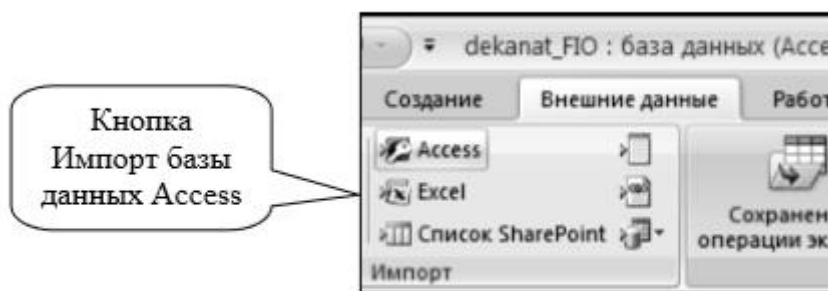 dekanat_FIO : база данных (Acce
Создание Внешние данные Работ
Кнопка
Импорт базы
данных Access
Access
Excel
Список SharePoint
Сохранен
операции эк
Импорт